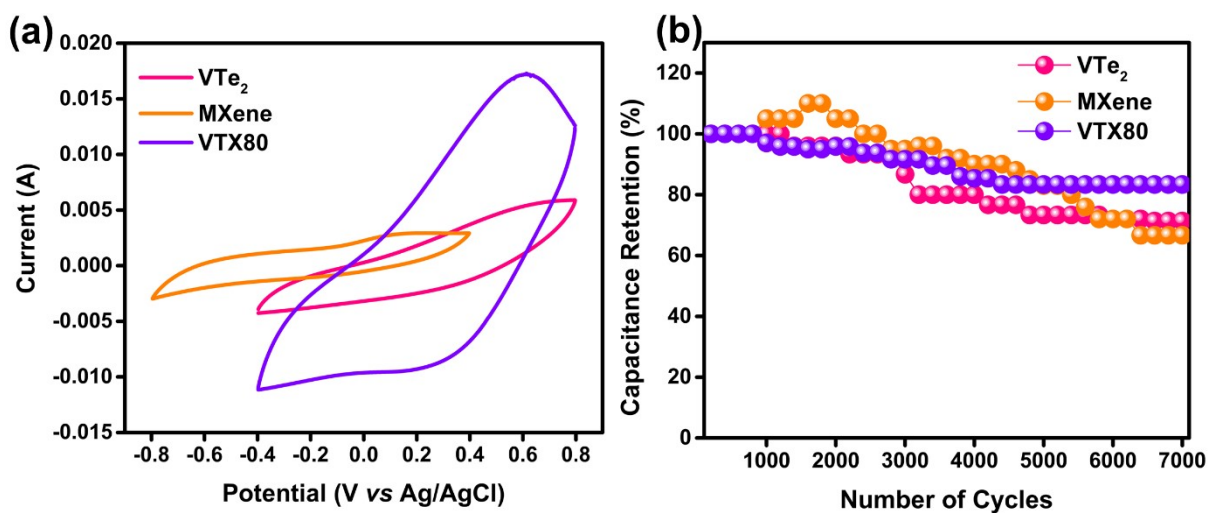 (a)
0.020
0.015
0.010
0.005
0.000
-0.005
-0.010
-0.015
Current (A)
VTe2
MXene
VTX80
-0.8 -0.6 -0.4 -0.2 0.0 0.2 0.4 0.6 0.8
Potential (V vs Ag/AgCl)
(b)
120
100
80
60
40
20
0
Capacitance Retention (%)
VTe2
MXene
VTX80
1000 2000 3000 4000 5000 6000 7000
Number of Cycles